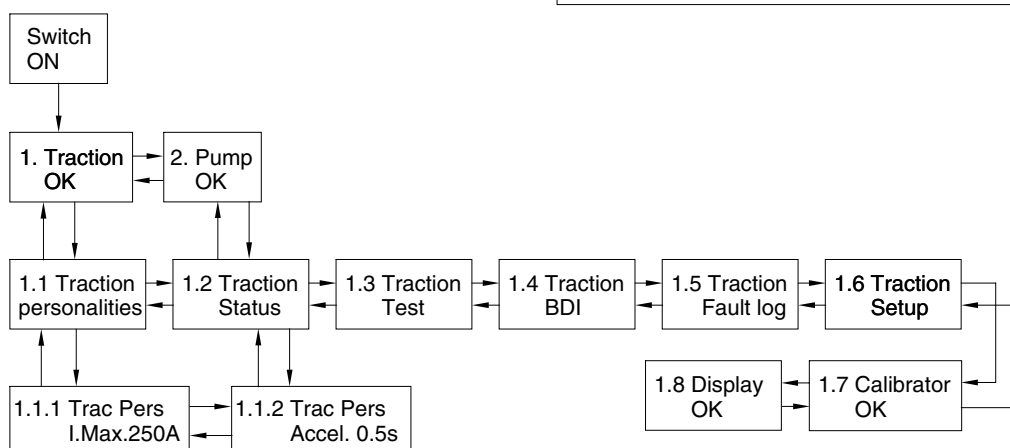 Switch
ON
1. Traction
OK
2. Pump
OK
1.1 Traction
personalities
1.2 Traction
Status
1.3 Traction
Test
1.4 Traction
BDI
1.5 Traction
Fault log
1.6 Traction
Setup
1.8 Display
OK
1.7 Calibrator
OK
1.1.1 Trac Pers
I.Max.250A
1.1.2 Trac Pers
Accel. 0.5s